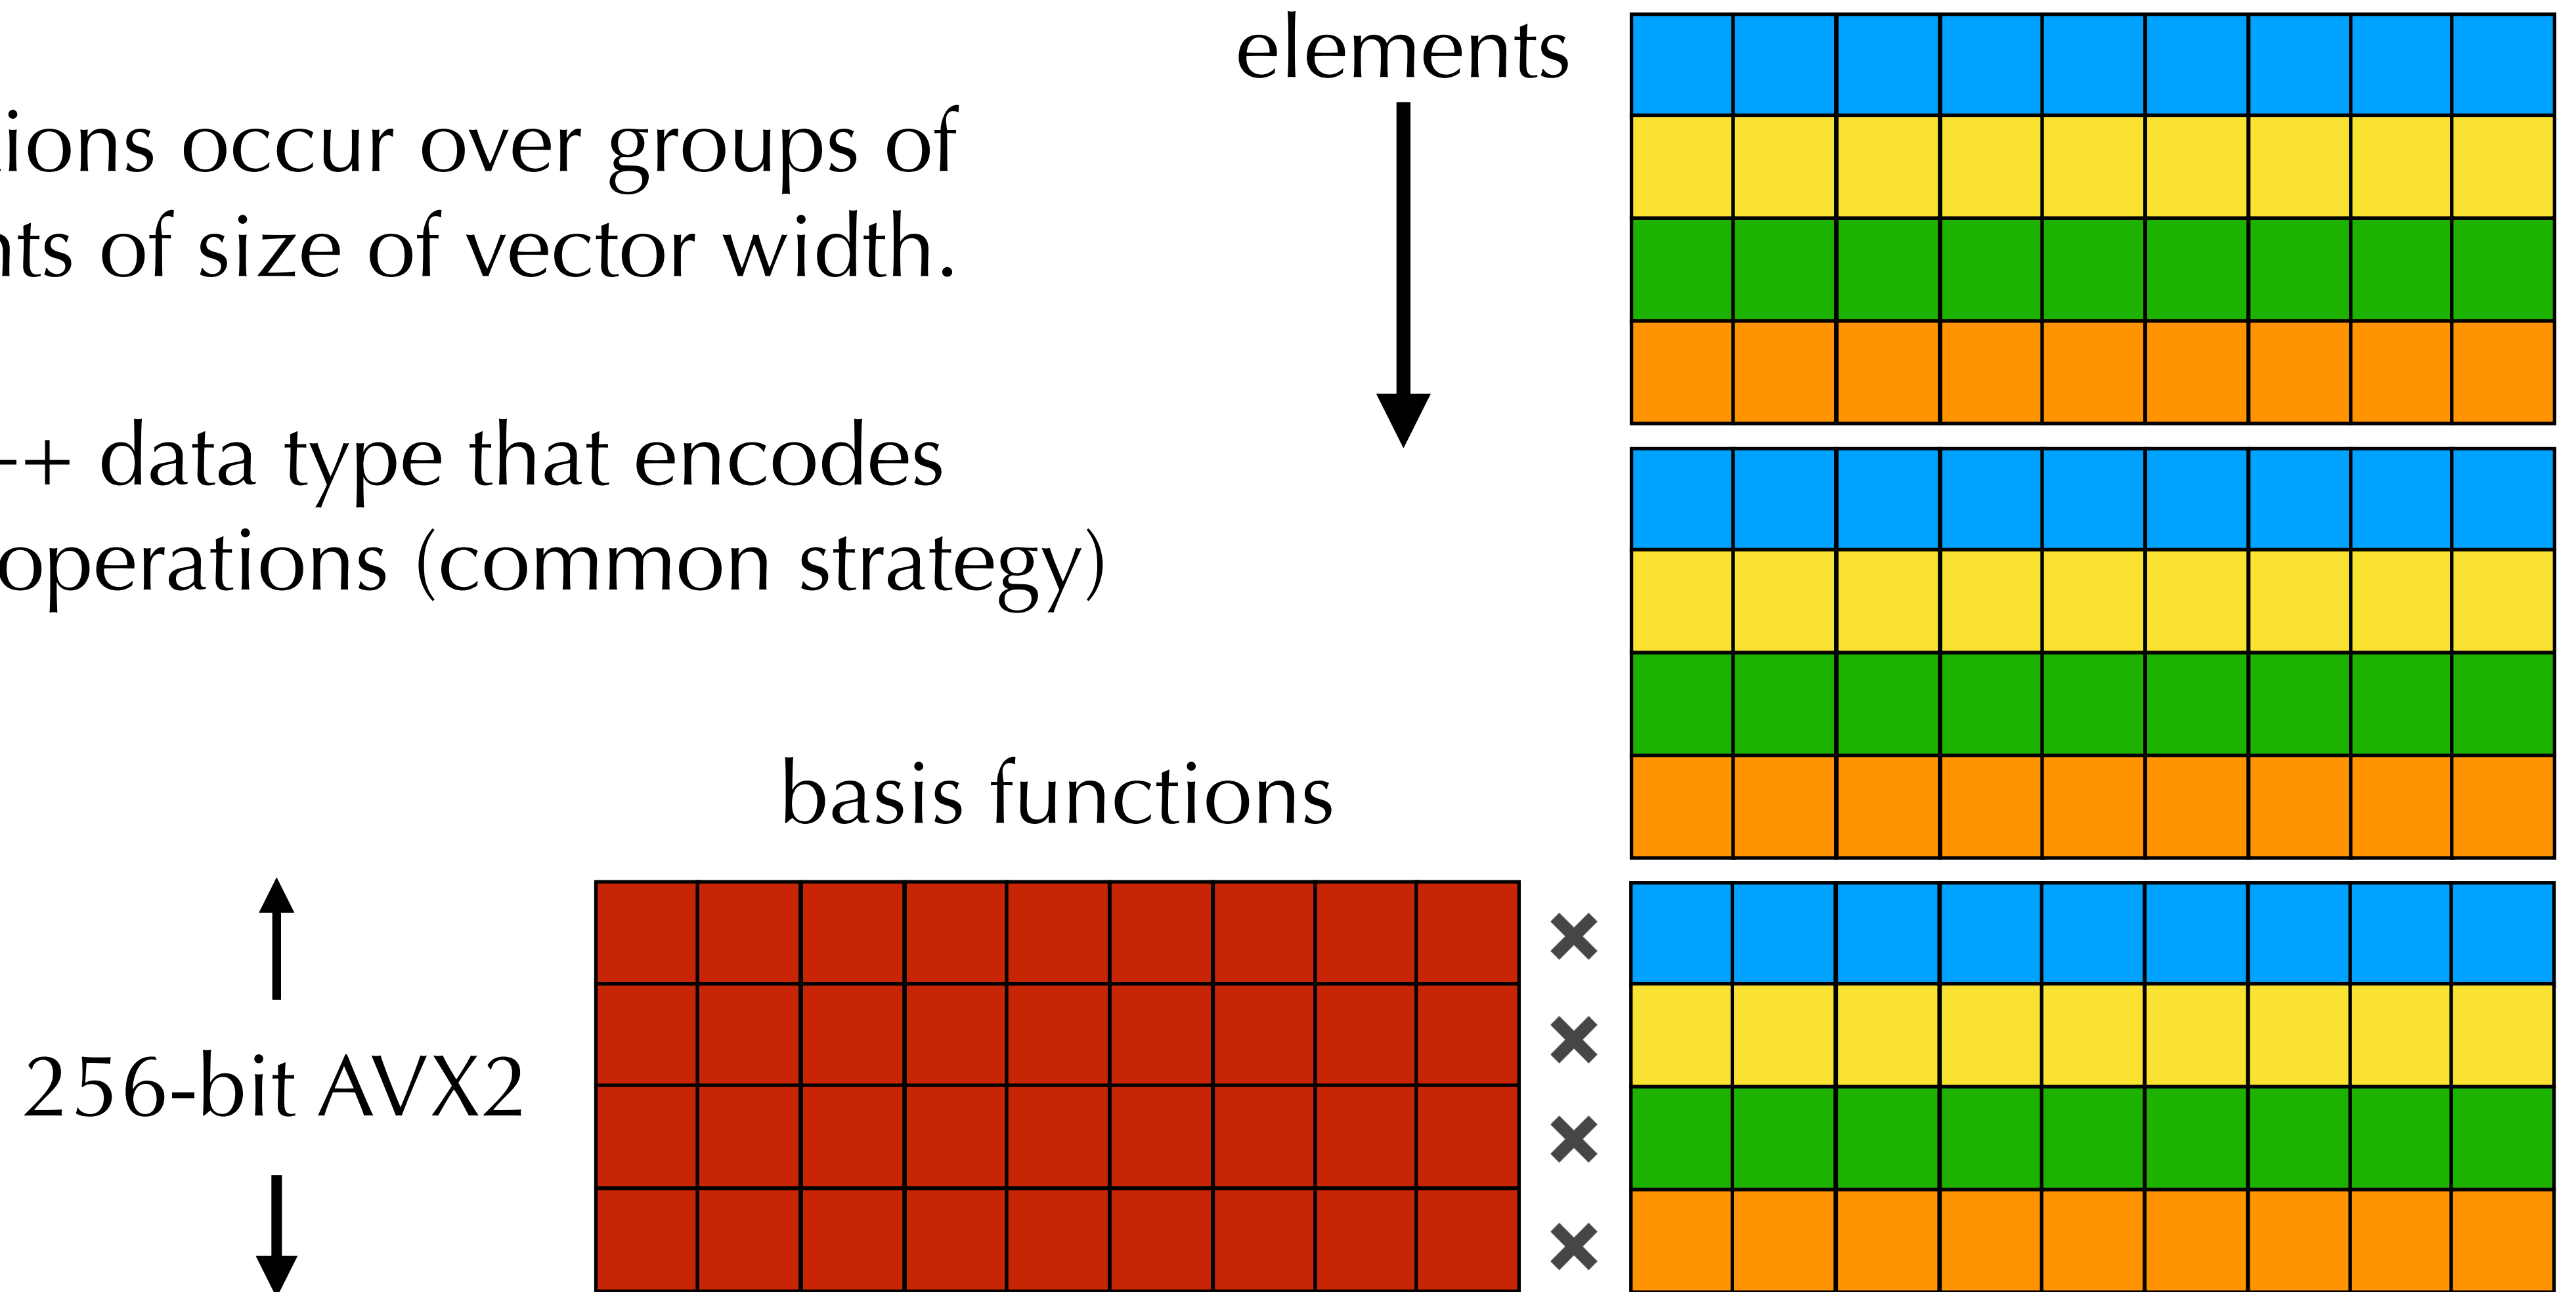 elements
ions occur over groups of
nts of size of vector width.
++ data type that encodes
operations (common strategy)
basis functions
256-bit AVX2